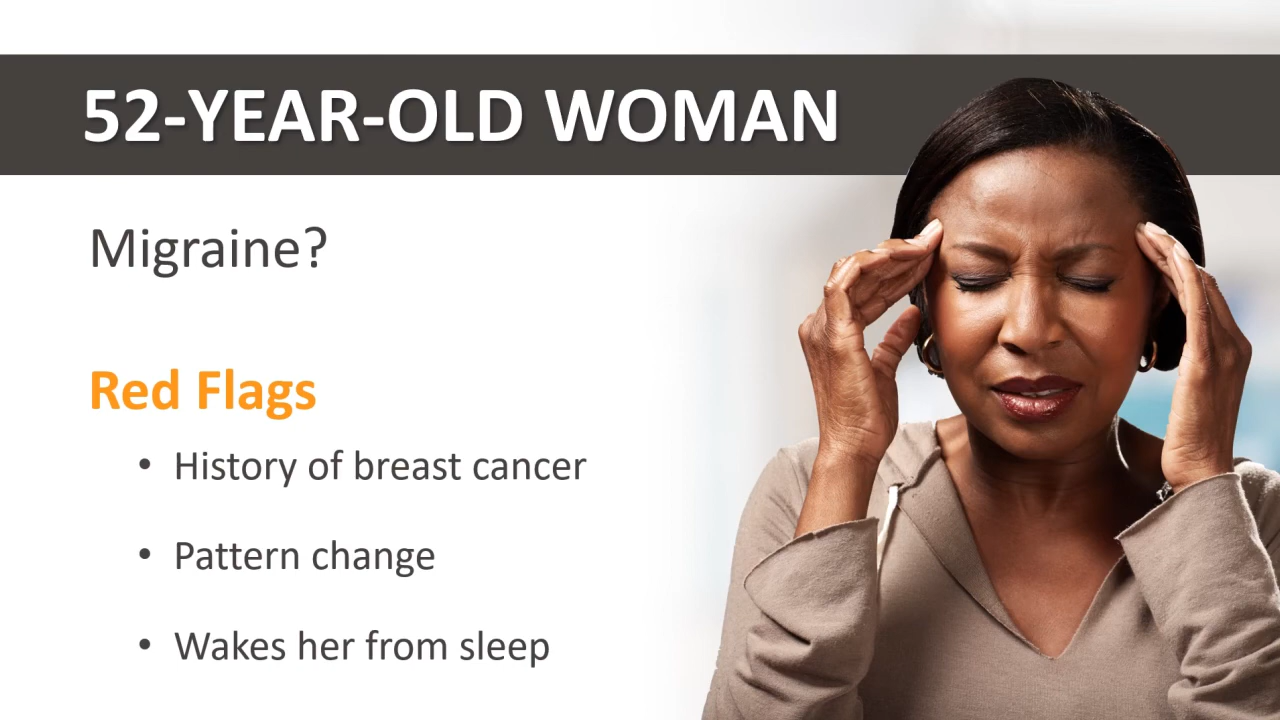 52-YEAR-OLD WOMAN
Migraine?
Red Flags
• History of breast cancer
• Pattern change
• Wakes her from sleep